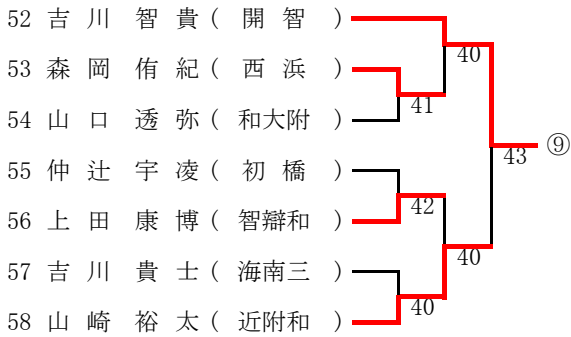 52 吉 川 智 貴 ( 開 智 )
40
53 森 岡 侑 紀 ( 西 浜 )
41
54 山 口 透 弥 ( 和大附 )
43 ⑨
55 仲 辻 宇 凌 ( 初 橋 )
42
56 上 田 康 博 ( 智辯和 )
40
57 吉 川 貴 士 ( 海南三 )
40
58 山 崎 裕 太 ( 近附和 )